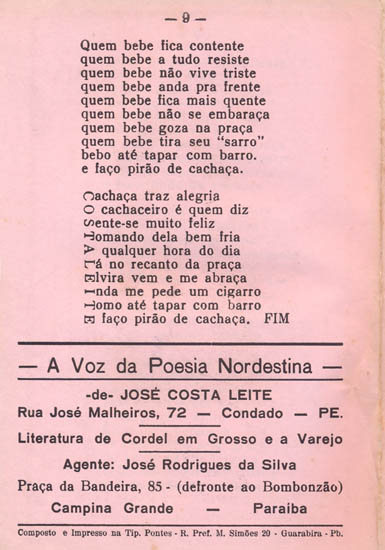 — 9 —
Quem bebe fica contente
quem bebe a tudo resiste
quem bebe não vive triste
quem bebe anda pra frente
quem bebe fica mais quente
quem bebe não se embaraça
quem bebe goza na praça
quem bebe tira seu "sarro"
bebo até tapar com barro.
e faço pirão de cachaça.
Cachaça traz alegria
O cachaceiro é quem diz
Sente-se muito feliz
Tomando dela bem fria
A qualquer hora do dia
Lá no recanto da praça
Elvira vem e me abraça
Inda me pede um cigarro
Tomo até tapar com barro
E faço pirão de cachaça. FIM
— A Voz da Poesia Nordestina —
-de- JOSÉ COSTA LEITE
Rua José Malheiros, 72 — Condado — PE.
Literatura de Cordel em Grosso e a Varejo
Agente: José Rodrigues da Silva
Praça da Bandeira, 85 - (defronte ao Bombonzão)
Campina Grande — Paraíba
Composto e Impresso na Tip. Pontes - R. Pref. M. Simões 20 - Guarabira - Pb.